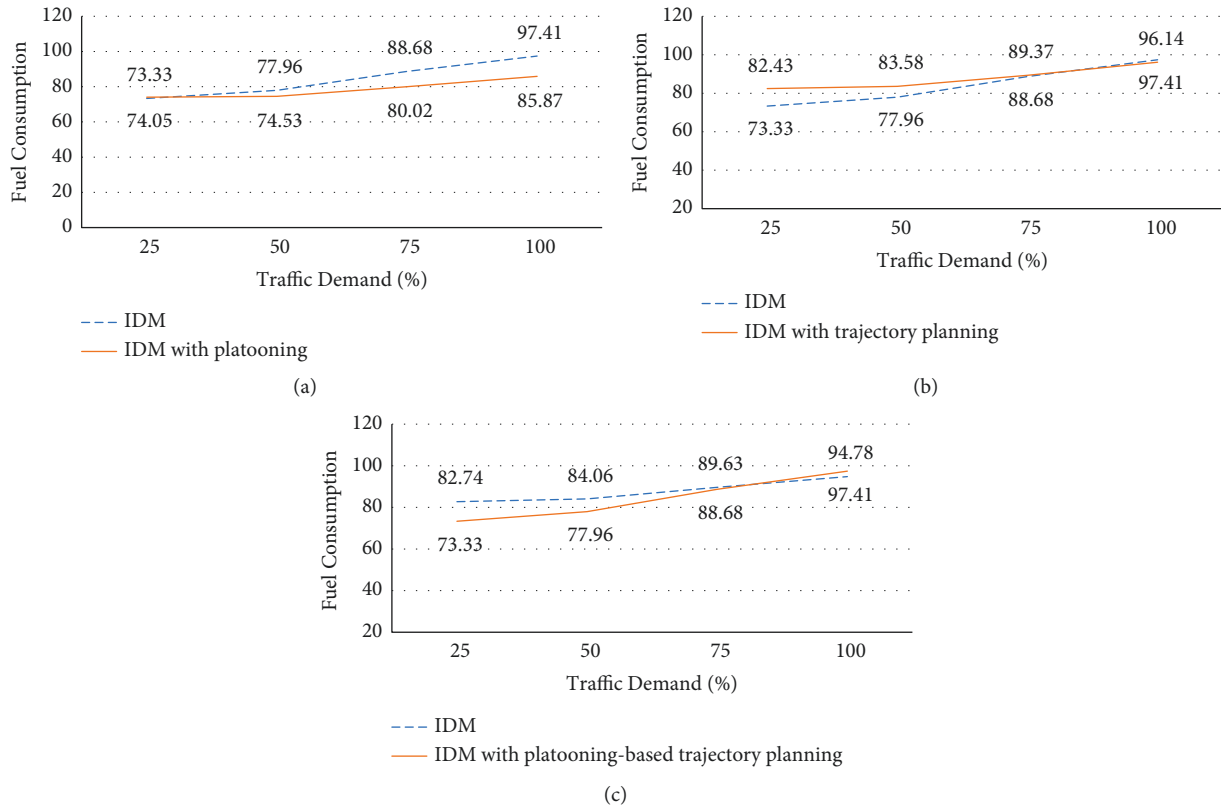 120
100
80
60
40
20
0
Fuel Consumption
73.33 77.96 88.68 97.41
74.05 74.53 80.02 85.87
25 50 75 100
Traffic Demand (%)
IDM
IDM with platooning
(a)
120
100
80
60
40
20
Fuel Consumption
82.43 83.58 89.37 96.14
73.33 77.96 88.68 97.41
25 50 75 100
Traffic Demand (%)
IDM
IDM with trajectory planning
(b)
120
100
80
60
40
20
Fuel Consumption
82.74 84.06 89.63 94.78
73.33 77.96 88.68 97.41
25 50 75 100
Traffic Demand (%)
IDM
IDM with platooning-based trajectory planning
(c)